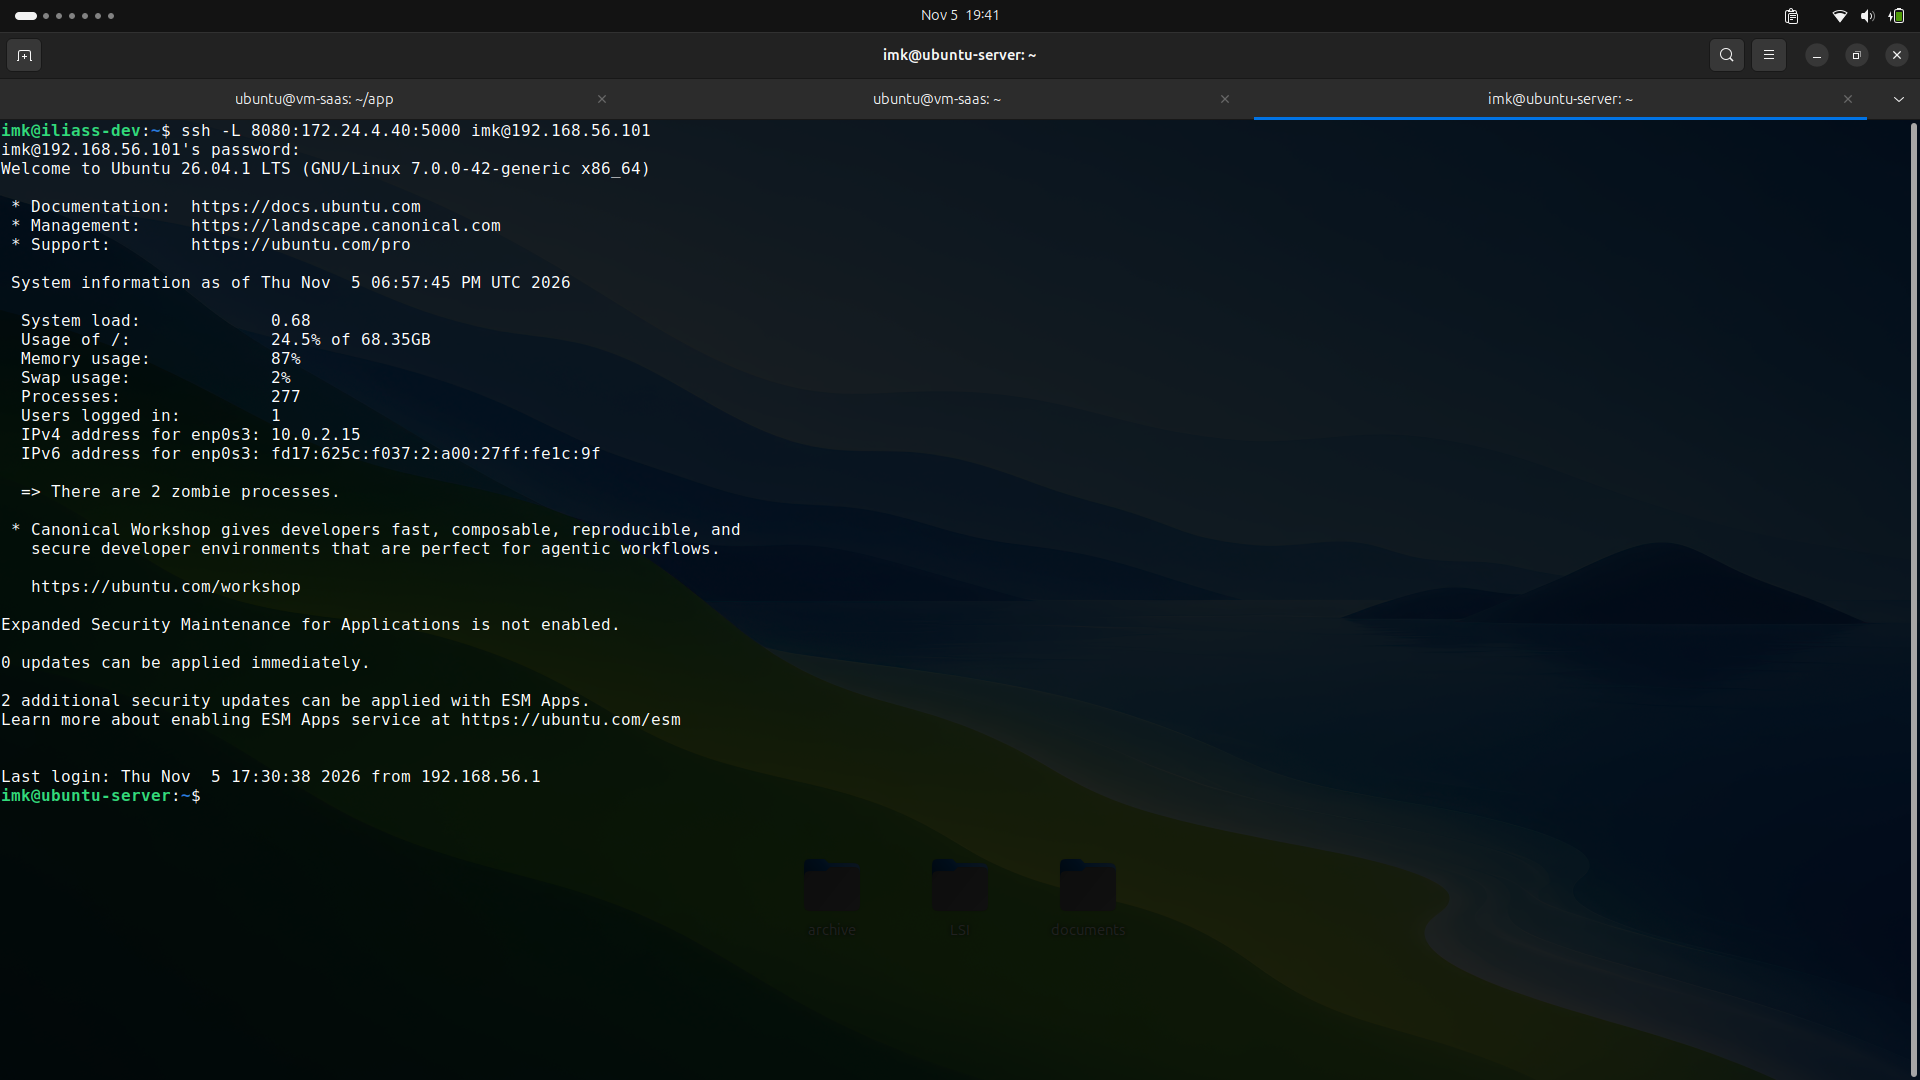 Nov 5 19:41
imk@ubuntu-server: ~
ubuntu@vm-saas: ~/app
ubuntu@vm-saas: ~
imk@ubuntu-server: ~
imk@iliass-dev:~$ ssh -L 8080:172.24.4.40:5000 imk@192.168.56.101
imk@192.168.56.101's password:
Welcome to Ubuntu 26.04.1 LTS (GNU/Linux 7.0.0-42-generic x86_64)
* Documentation:  https://docs.ubuntu.com
* Management:     https://landscape.canonical.com
* Support:        https://ubuntu.com/pro
System information as of Thu Nov  5 06:57:45 PM UTC 2026
System load:             0.68
Usage of /:              24.5% of 68.35GB
Memory usage:            87%
Swap usage:              2%
Processes:               277
Users logged in:         1
IPv4 address for enp0s3: 10.0.2.15
IPv6 address for enp0s3: fd17:625c:f037:2:a00:27ff:fe1c:9f
=> There are 2 zombie processes.
* Canonical Workshop gives developers fast, composable, reproducible, and
secure developer environments that are perfect for agentic workflows.
https://ubuntu.com/workshop
Expanded Security Maintenance for Applications is not enabled.
0 updates can be applied immediately.
2 additional security updates can be applied with ESM Apps.
Learn more about enabling ESM Apps service at https://ubuntu.com/esm
Last login: Thu Nov  5 17:30:38 2026 from 192.168.56.1
imk@ubuntu-server:~$
archive
LSI
documents